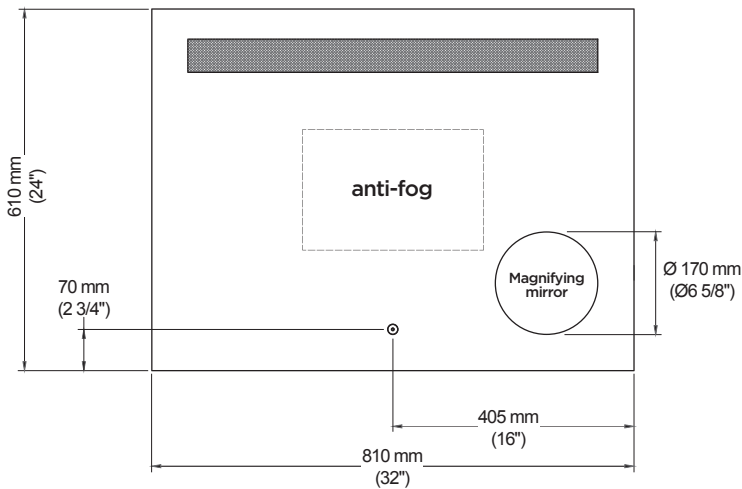 anti-fog
610 mm
(24")
Magnifying
mirror
Ø 170 mm
(Ø6 5/8")
70 mm
(2 3/4")
405 mm
(16")
810 mm
(32")